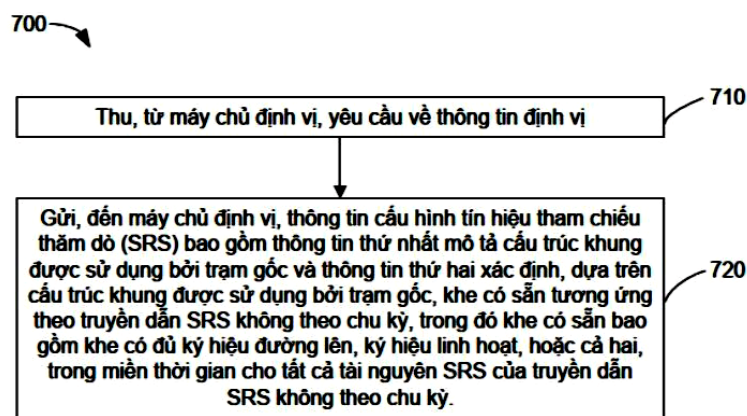 700
Thu, từ máy chủ định vị, yêu cầu về thông tin định vị
710
Gửi, đến máy chủ định vị, thông tin cấu hình tín hiệu tham chiếu
thăm dò (SRS) bao gồm thông tin thứ nhất mô tả cấu trúc khung
được sử dụng bởi trạm gốc và thông tin thứ hai xác định, dựa trên
cấu trúc khung được sử dụng bởi trạm gốc, khe có sẵn tương ứng
theo truyền dẫn SRS không theo chu kỳ, trong đó khe có sẵn bao
gồm khe có đủ ký hiệu đường lên, ký hiệu linh hoạt, hoặc cả hai,
trong miền thời gian cho tất cả tài nguyên SRS của truyền dẫn
SRS không theo chu kỳ.
720